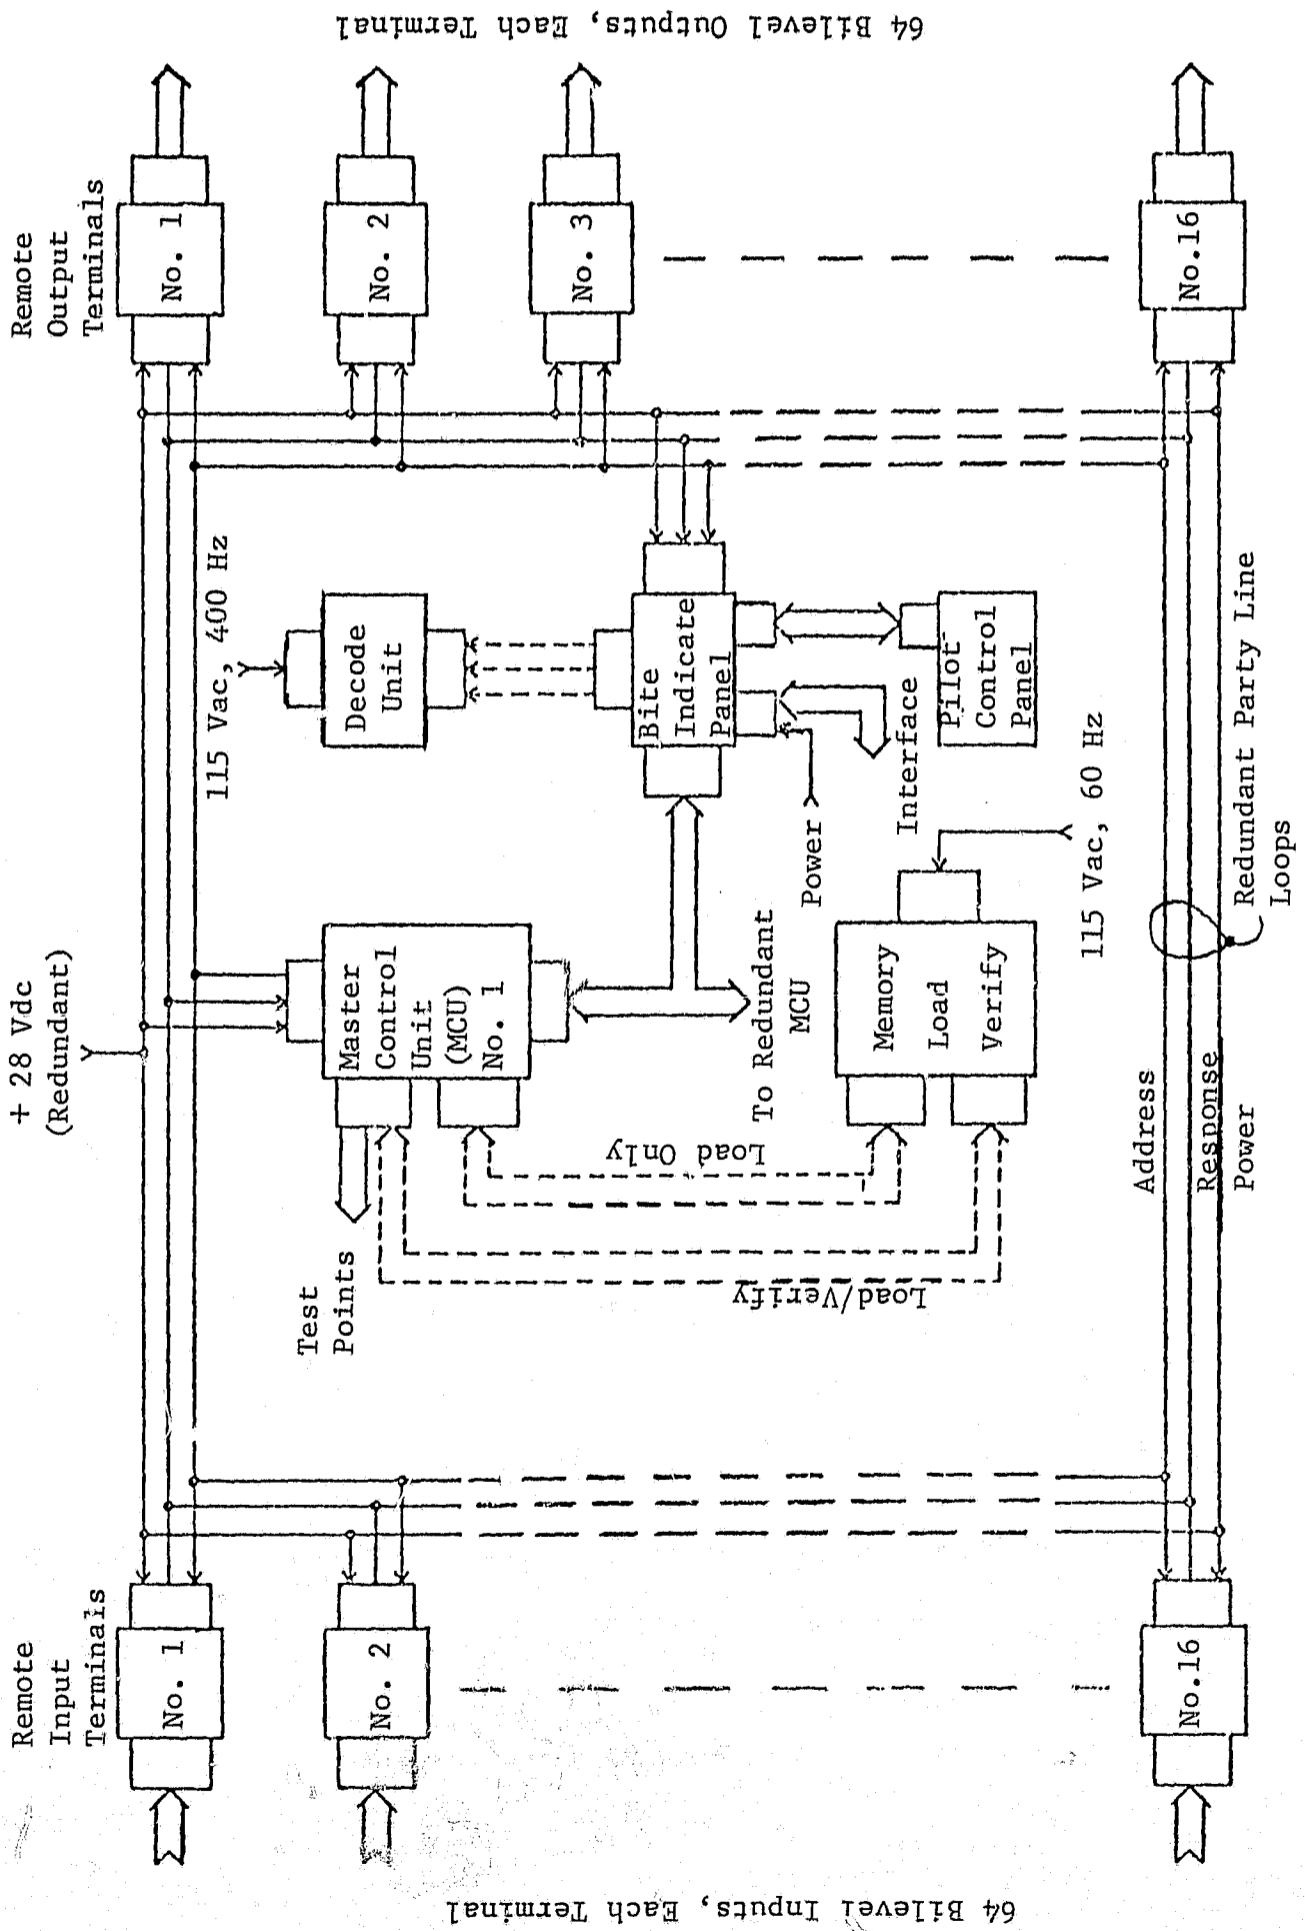 64 Bilevel Inputs, Each Terminal
Remote
Input
Terminals
No. 1
No. 2
No.16
+ 28 Vdc
(Redundant)
Test
Points
Load/Verify
Load Only
Master
Control
Unit
(MCU)
No. 1
To Redundant
MCU
Memory
Load
Verify
115 Vac, 60 Hz
115 Vac, 400 Hz
Decode
Unit
Bite
Indicate
Panel
Power
Interface
Pilot
Control
Panel
Address
Response
Power
Redundant Party Line
Loops
Remote
Output
Terminals
No. 1
No. 2
No. 3
No.16
64 Bilevel Outputs, Each Terminal